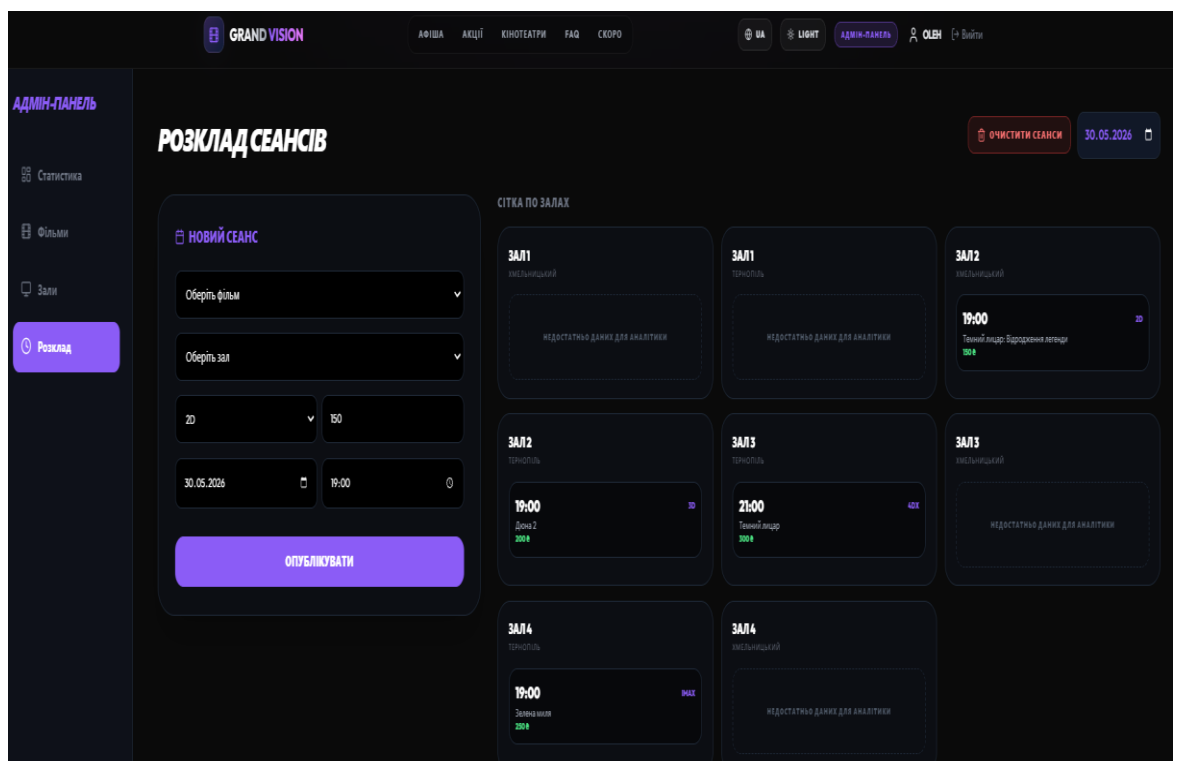 GRAND VISION
АФІША АКЦІЇ КІНОТЕАТРИ FAQ СКОРО
UA LIGHT АДМІН-ПАНЕЛЬ OLEH Вийти
АДМІН-ПАНЕЛЬ
Статистика
Фільми
Зали
Розклад
РОЗКЛАД СЕАНСІВ
ОЧИСТИТИ СЕАНСИ
30.05.2026
НОВИЙ СЕАНС
Оберіть фільм
Оберіть зал
2D 150
30.05.2026 19:00
ОПУБЛІКУВАТИ
СІТКА ПО ЗАЛАХ
ЗАЛ 1
ХМЕЛЬНИЦЬКИЙ
НЕДОСТАТНЬО ДАНИХ ДЛЯ АНАЛІТИКИ
ЗАЛ 1
ТЕРНОПІЛЬ
НЕДОСТАТНЬО ДАНИХ ДЛЯ АНАЛІТИКИ
ЗАЛ 2
ХМЕЛЬНИЦЬКИЙ
19:00 2D
Темний лицар: Відродження легенди
150 ₴
ЗАЛ 2
ТЕРНОПІЛЬ
19:00 3D
Дюна 2
200 ₴
ЗАЛ 3
ТЕРНОПІЛЬ
21:00 4DX
Темний лицар
300 ₴
ЗАЛ 3
ХМЕЛЬНИЦЬКИЙ
НЕДОСТАТНЬО ДАНИХ ДЛЯ АНАЛІТИКИ
ЗАЛ 4
ТЕРНОПІЛЬ
19:00 IMAX
Зелена миля
250 ₴
ЗАЛ 4
ХМЕЛЬНИЦЬКИЙ
НЕДОСТАТНЬО ДАНИХ ДЛЯ АНАЛІТИКИ